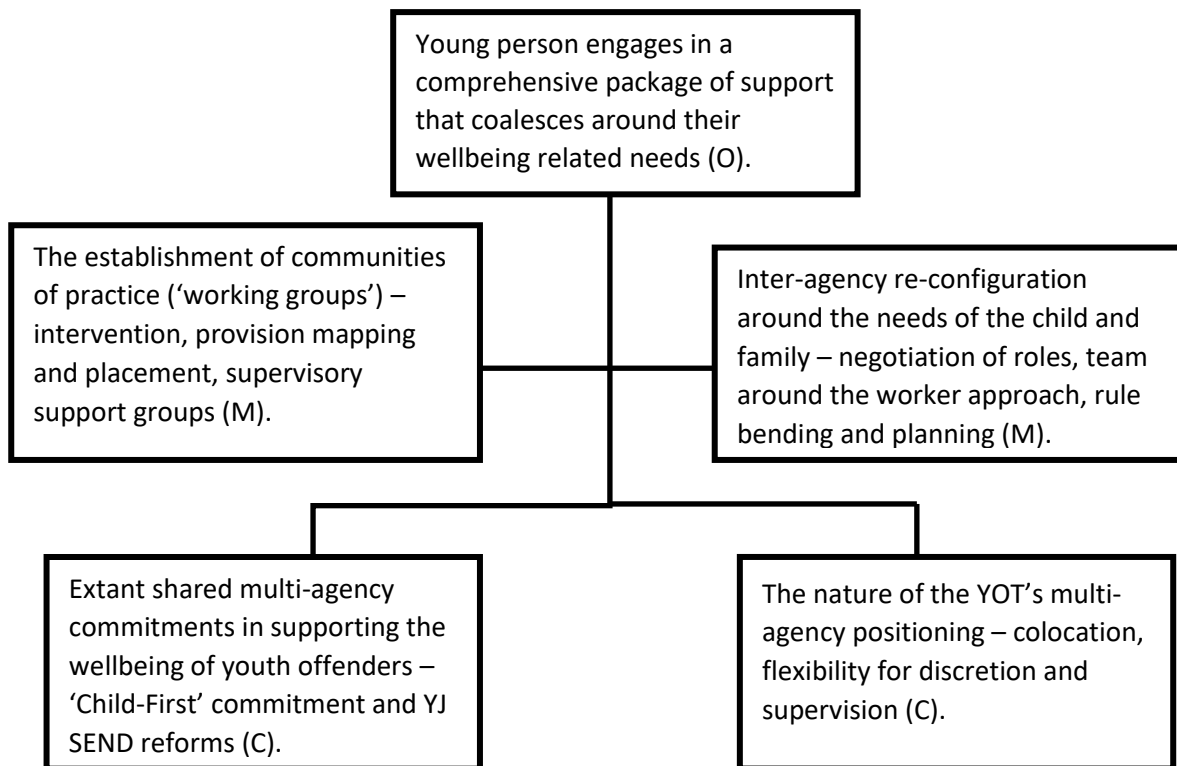 Young person engages in a
comprehensive package of support
that coalesces around their
wellbeing related needs (O).
The establishment of communities
of practice (‘working groups’) –
intervention, provision mapping
and placement, supervisory
support groups (M).
Inter-agency re-configuration
around the needs of the child and
family – negotiation of roles, team
around the worker approach, rule
bending and planning (M).
Extant shared multi-agency
commitments in supporting the
wellbeing of youth offenders –
‘Child-First’ commitment and YJ
SEND reforms (C).
The nature of the YOT’s multi-
agency positioning – colocation,
flexibility for discretion and
supervision (C).